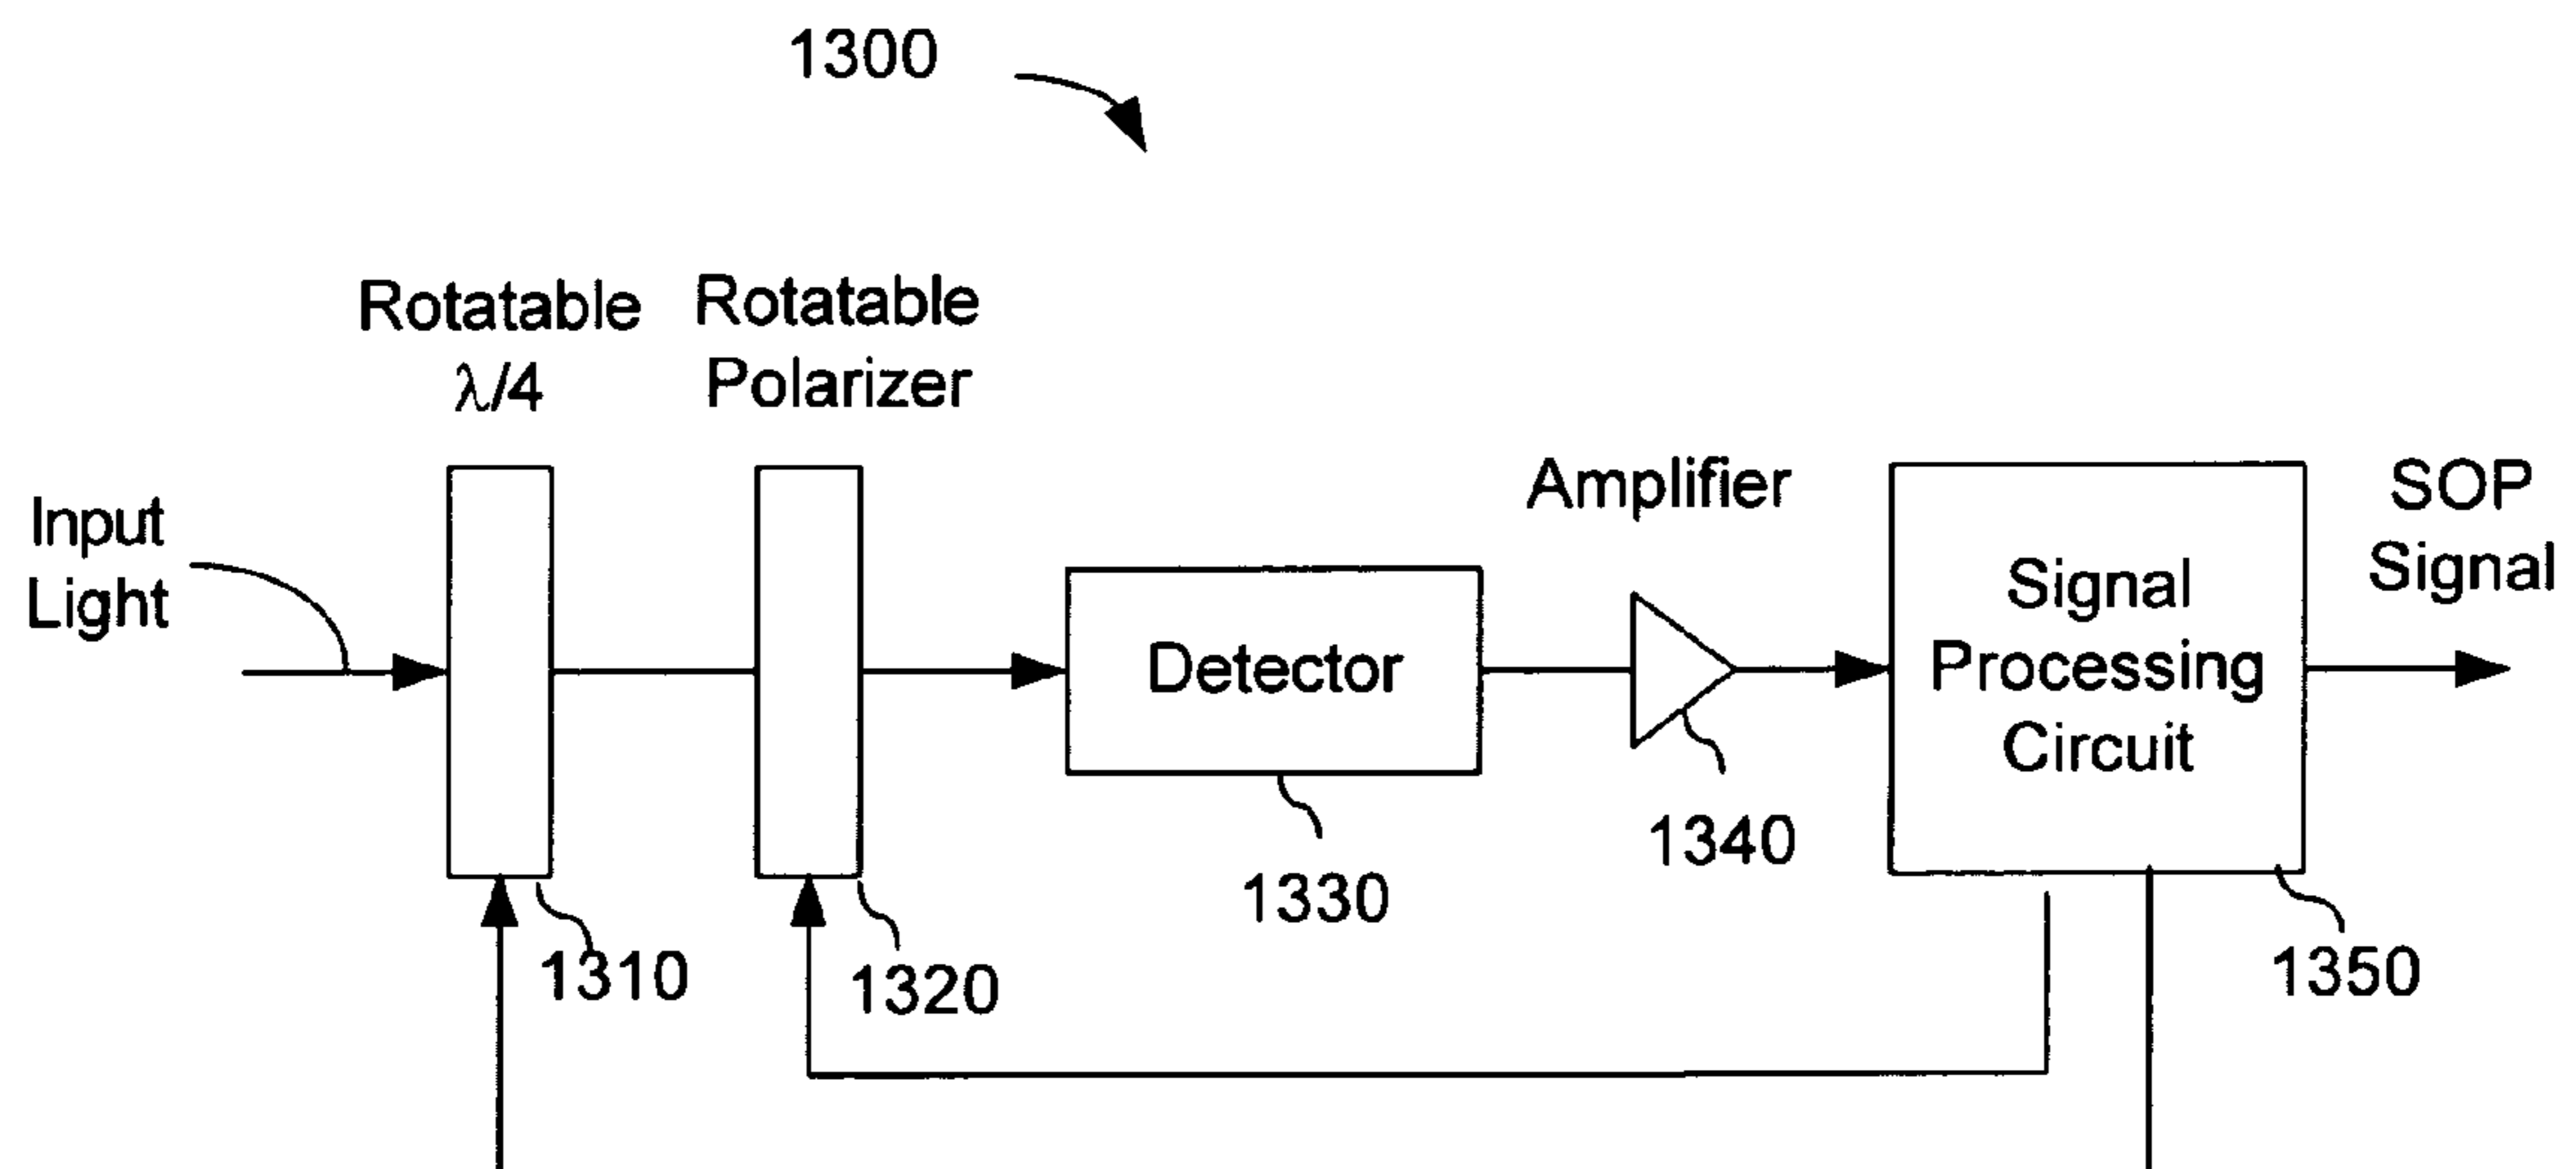 1300
Rotatable
λ/4
Rotatable
Polarizer
Input
Light
Amplifier
SOP
Signal
Detector
Signal
Processing
Circuit
1310
1320
1330
1340
1350